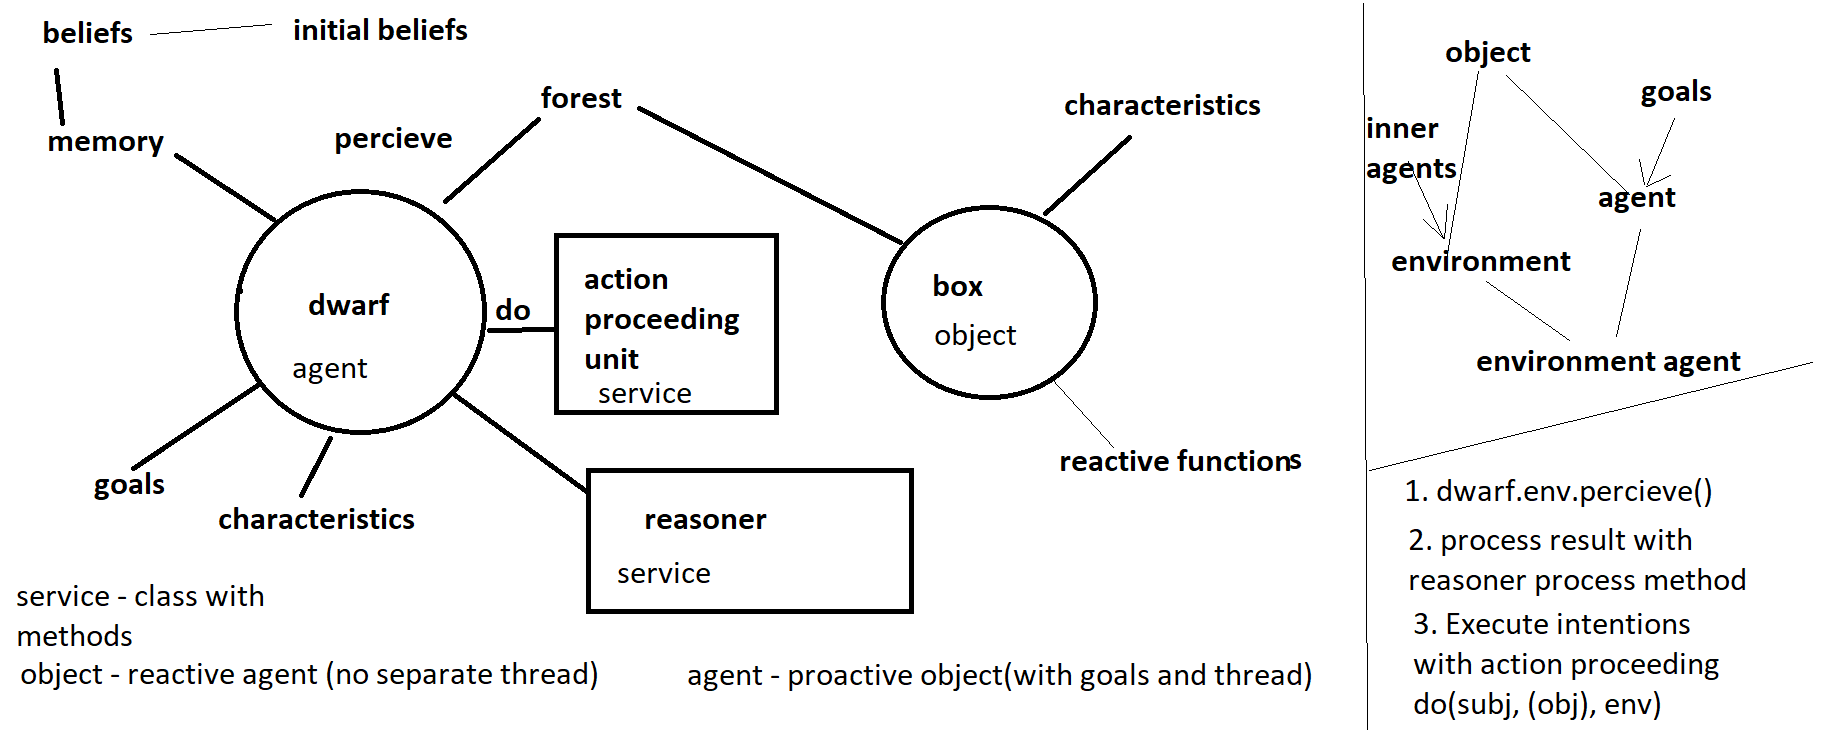 beliefs
initial beliefs
memory
percieve
forest
characteristics
dwarf
agent
do
action
proceeding
unit
service
box
object
goals
characteristics
reasoner
service
reactive functions
service - class with
methods
object - reactive agent (no separate thread)
agent - proactive object(with goals and thread)
object
goals
inner
agents
agent
environment
environment agent
1. dwarf.env.percieve()
2. process result with
reasoner process method
3. Execute intentions
with action proceeding
do(subj, (obj), env)